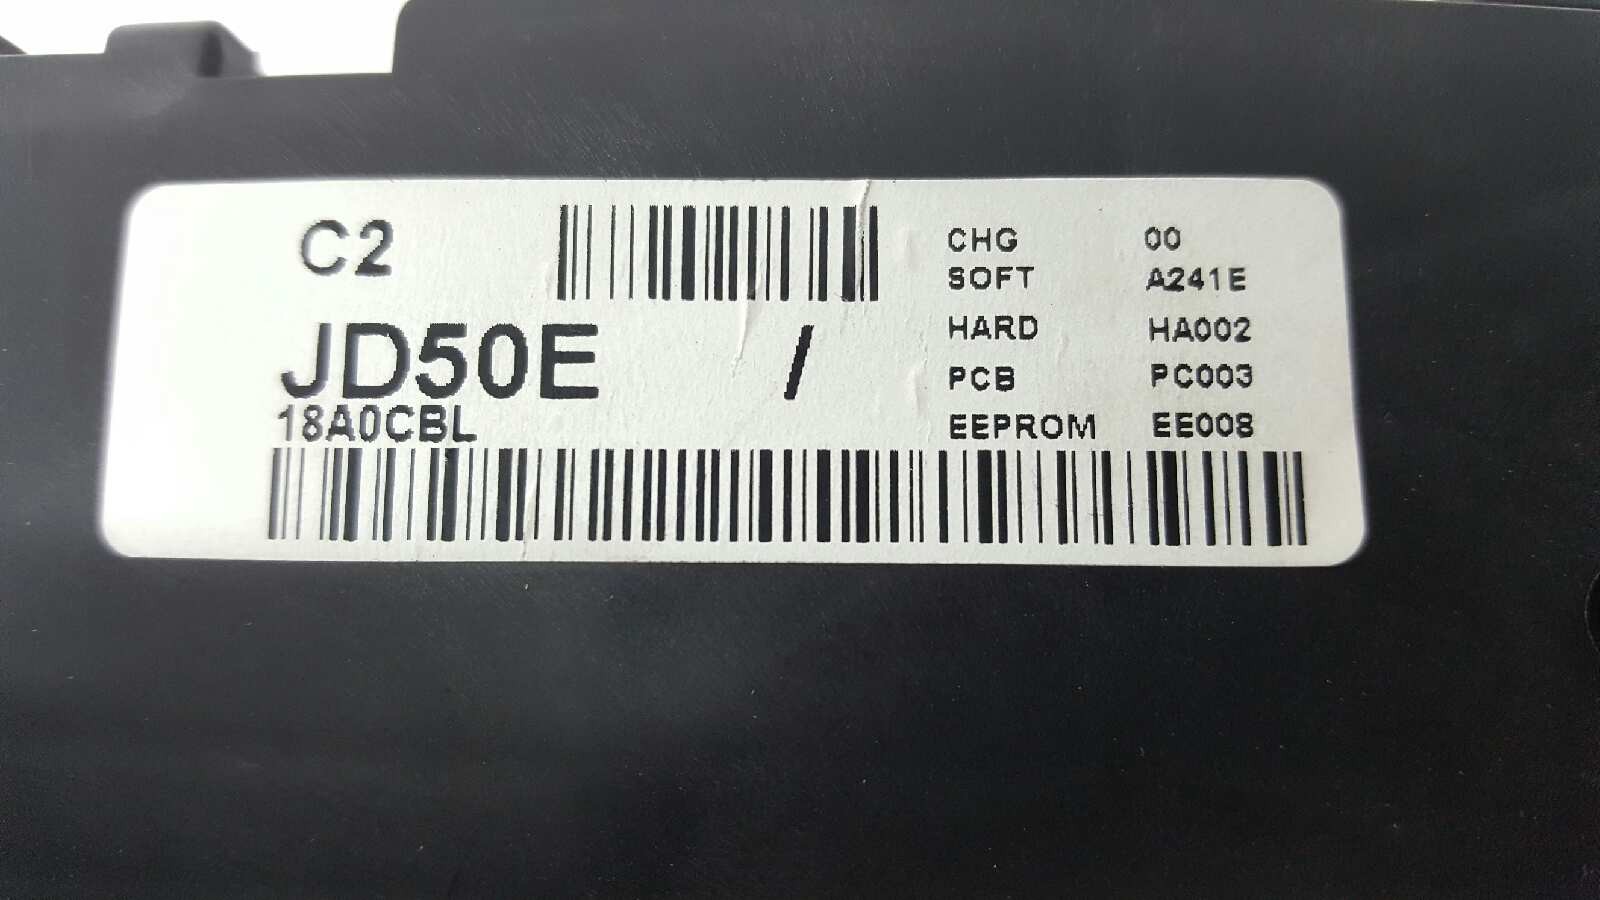 C2
JD50E /
18A0CBL
CHG 00
SOFT A241E
HARD HA002
PCB PC003
EEPROM EE008